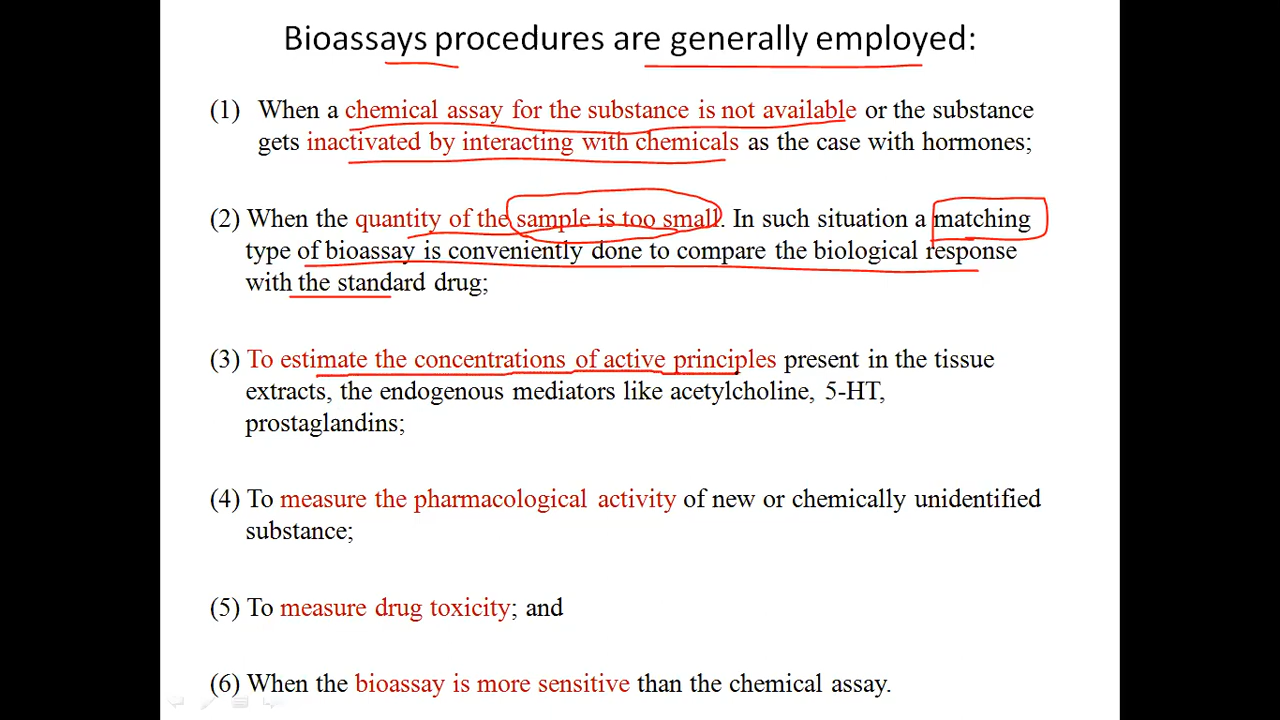 Bioassays procedures are generally employed:
(1) When a chemical assay for the substance is not available or the substance
gets inactivated by interacting with chemicals as the case with hormones;
(2) When the quantity of the sample is too small. In such situation a matching
type of bioassay is conveniently done to compare the biological response
with the standard drug;
(3) To estimate the concentrations of active principles present in the tissue
extracts, the endogenous mediators like acetylcholine, 5-HT,
prostaglandins;
(4) To measure the pharmacological activity of new or chemically unidentified
substance;
(5) To measure drug toxicity; and
(6) When the bioassay is more sensitive than the chemical assay.